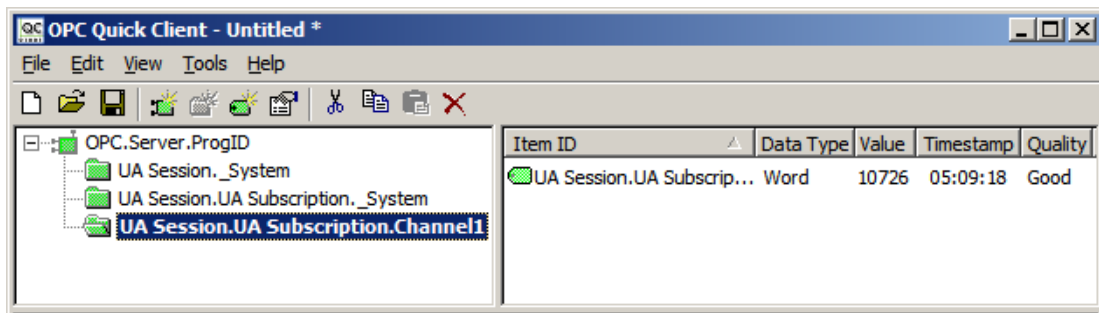 OPC Quick Client - Untitled *
File Edit View Tools Help
OPC.Server.ProgID
UA Session._System
UA Session.UA Subscription._System
UA Session.UA Subscription.Channel1
Item ID Data Type Value Timestamp Quality
UA Session.UA Subscrip... Word 10726 05:09:18 Good